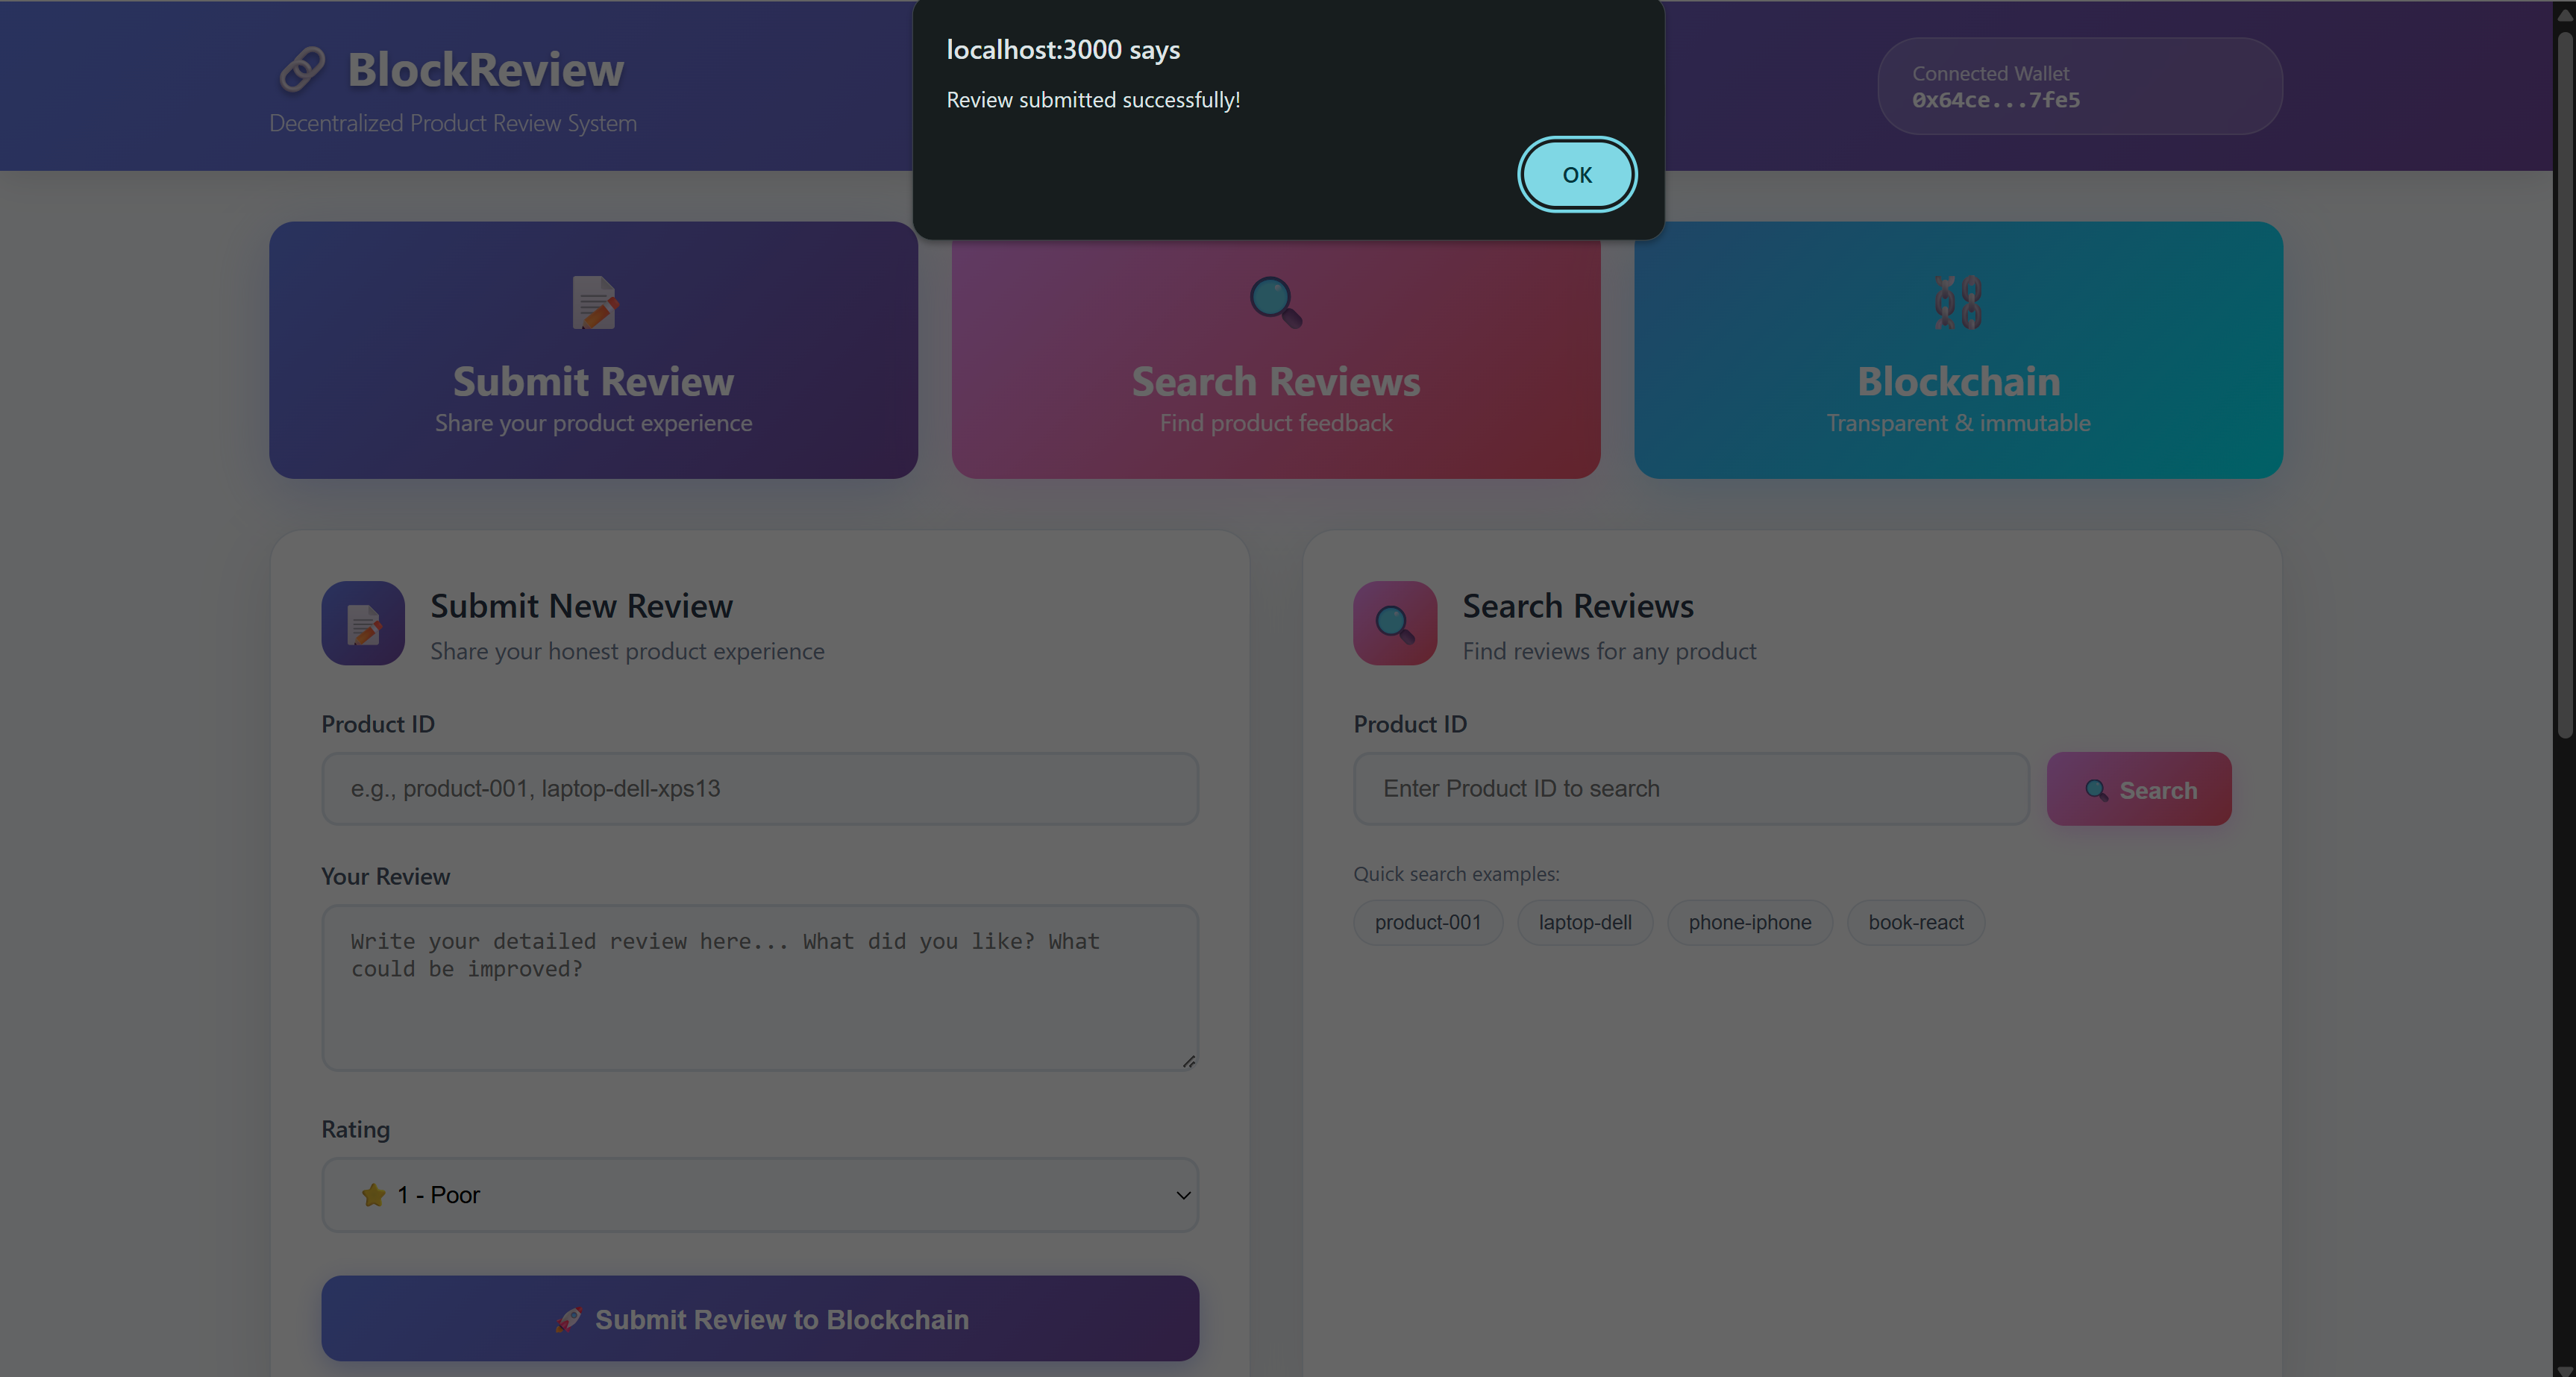 localhost:3000 says
Review submitted successfully!
OK
BlockReview
Decentralized Product Review System
Connected Wallet
0x64ce...7fe5
Submit Review
Share your product experience
Search Reviews
Find product feedback
Blockchain
Transparent & immutable
Submit New Review
Share your honest product experience
Product ID
e.g., product-001, laptop-dell-xps13
Your Review
Write your detailed review here... What did you like? What
could be improved?
Rating
1 - Poor
Submit Review to Blockchain
Search Reviews
Find reviews for any product
Product ID
Enter Product ID to search
Search
Quick search examples:
product-001
laptop-dell
phone-iphone
book-react